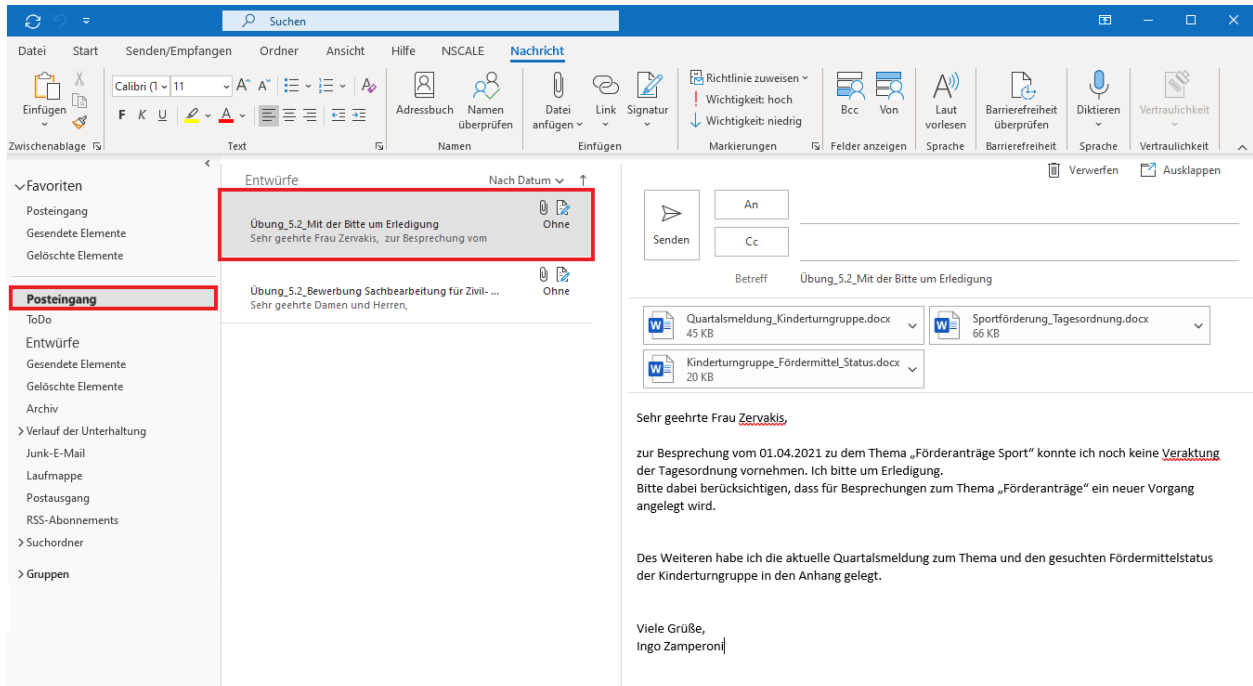 Suchen
Datei Start Senden/Empfangen Ordner Ansicht Hilfe NSCALE Nachricht
Einfügen
Calibri (T 11
F K U A
Adressbuch
Namen
überprüfen
Datei
anfügen
Link
Signatur
Richtlinie zuweisen
Wichtigkeit: hoch
Wichtigkeit: niedrig
Bcc
Von
Laut
vorlesen
Barrierefreiheit
überprüfen
Diktieren
Vertraulichkeit
Zwischenablage Text Namen Einfügen Markierungen Felder anzeigen Sprache Barrierefreiheit Sprache Vertraulichkeit
Favoriten
Posteingang
Gesendete Elemente
Gelöschte Elemente
Posteingang
ToDo
Entwürfe
Gesendete Elemente
Gelöschte Elemente
Archiv
Verlauf der Unterhaltung
Junk-E-Mail
Laufmappe
Postausgang
RSS-Abonnements
Suchordner
Gruppen
Entwürfe Nach Datum
Übung_5.2_Mit der Bitte um Erledigung Ohne
Sehr geehrte Frau Zervakis, zur Besprechung vom
Übung_5.2_Bewerbung Sachbearbeitung für Zivil- ... Ohne
Sehr geehrte Damen und Herren,
Verwerfen Ausklappen
Senden
An
Cc
Betreff Übung_5.2_Mit der Bitte um Erledigung
Quartalsmeldung_Kinderturngruppe.docx
45 KB
Sportförderung_Tagesordnung.docx
66 KB
Kinderturngruppe_Fördermittel_Status.docx
20 KB
Sehr geehrte Frau Zervakis,
zur Besprechung vom 01.04.2021 zu dem Thema „Förderanträge Sport“ konnte ich noch keine Veraktung
der Tagesordnung vornehmen. Ich bitte um Erledigung.
Bitte dabei berücksichtigen, dass für Besprechungen zum Thema „Förderanträge“ ein neuer Vorgang
angelegt wird.
Des Weiteren habe ich die aktuelle Quartalsmeldung zum Thema und den gesuchten Fördermittelstatus
der Kinderturngruppe in den Anhang gelegt.
Viele Grüße,
Ingo Zamperoni